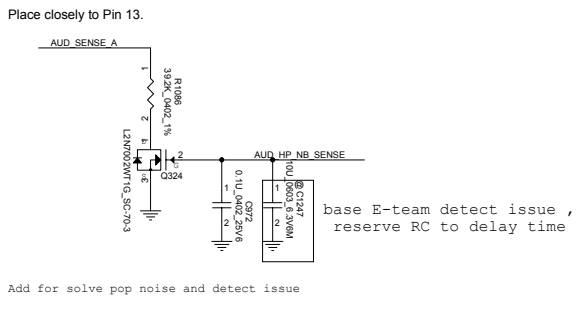 Place closely to Pin 13.
AUD_SENSE_A
1
R1086
39.2K_0402_1%
2
1
L2N7002WT1G_SC-70-3
2
Q324
3
AUD_HP_NB_SENSE
1
C972
0.1U_0402_25V6
2
1
@ C1247
10U_0603_6.3V6M
2
base E-team detect issue ,
reserve RC to delay time
Add for solve pop noise and detect issue